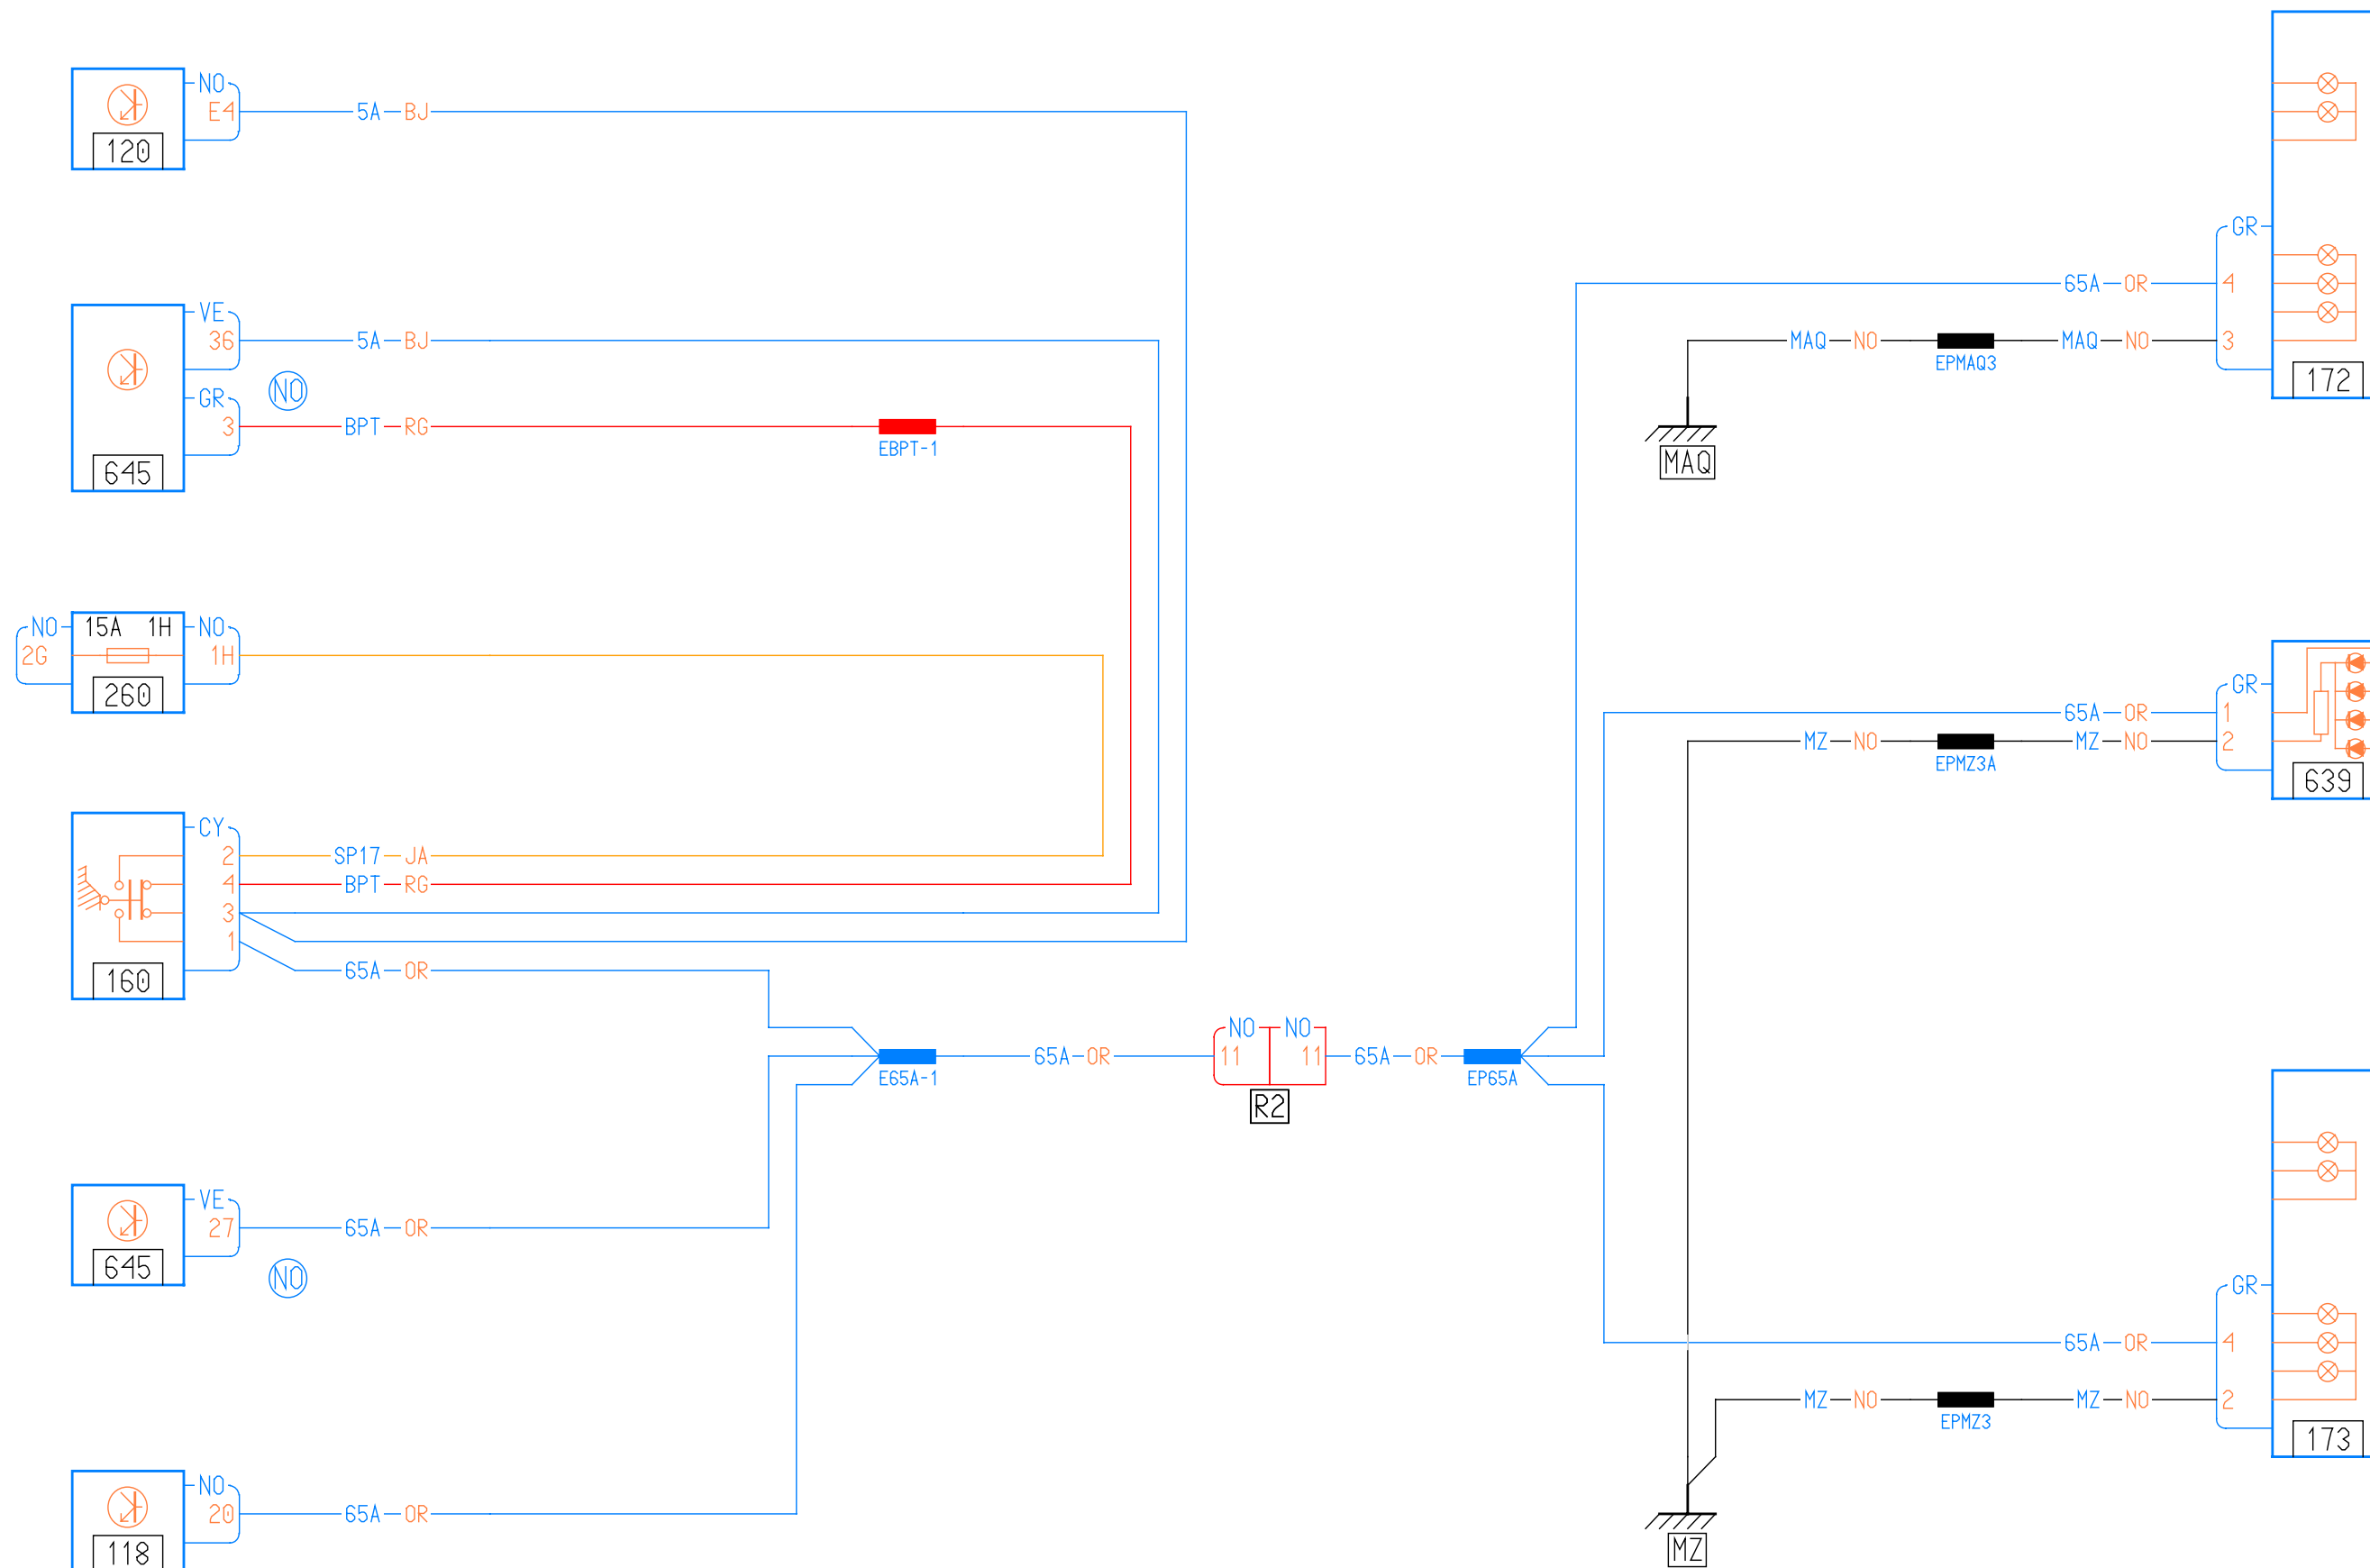 NO
E4 5A BJ
120
GR
65A OR 4
VE
36 5A BJ
MAQ NO EPMAQ3 MAQ NO 3
172
NO
GR
3 BPT RG EBPT-1
MAQ
645
NO 15A 1H NO
2G 1H
260
GR
65A OR 1
MZ NO EPMZ3A MZ NO 2
639
CY
2 SP17 JA
4 BPT RG
3
1
65A OR
160
NO NO
E65A-1 65A OR 11 11 65A OR EP65A
R2
VE
27 65A OR
645
NO
GR
65A OR 4
MZ NO EPMZ3 MZ NO 2
173
NO
20 65A OR
118
MZ